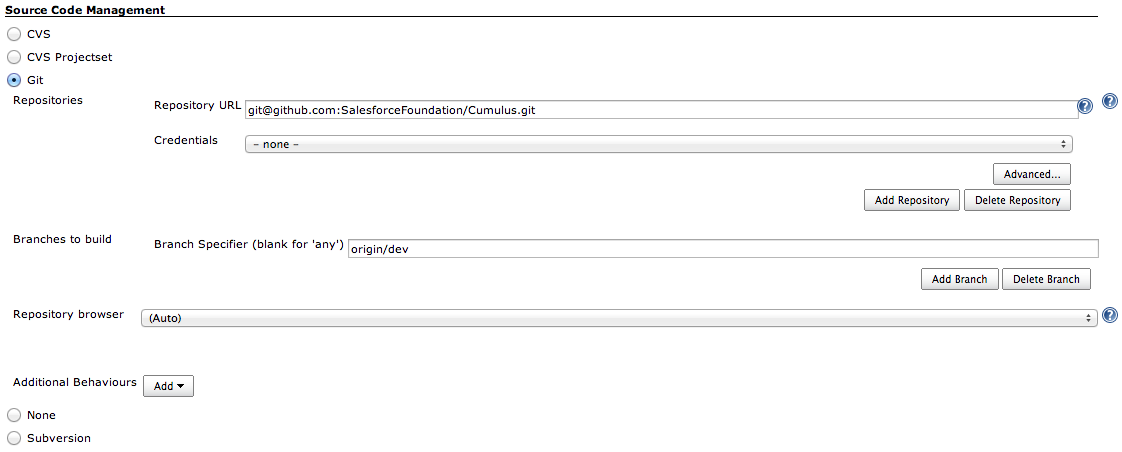 Source Code Management
CVS
CVS Projectset
Git
Repositories
Repository URL git@github.com:SalesforceFoundation/Cumulus.git
Credentials - none -
Advanced...
Add Repository Delete Repository
Branches to build Branch Specifier (blank for 'any') origin/dev
Add Branch Delete Branch
Repository browser (Auto)
Additional Behaviours Add
None
Subversion